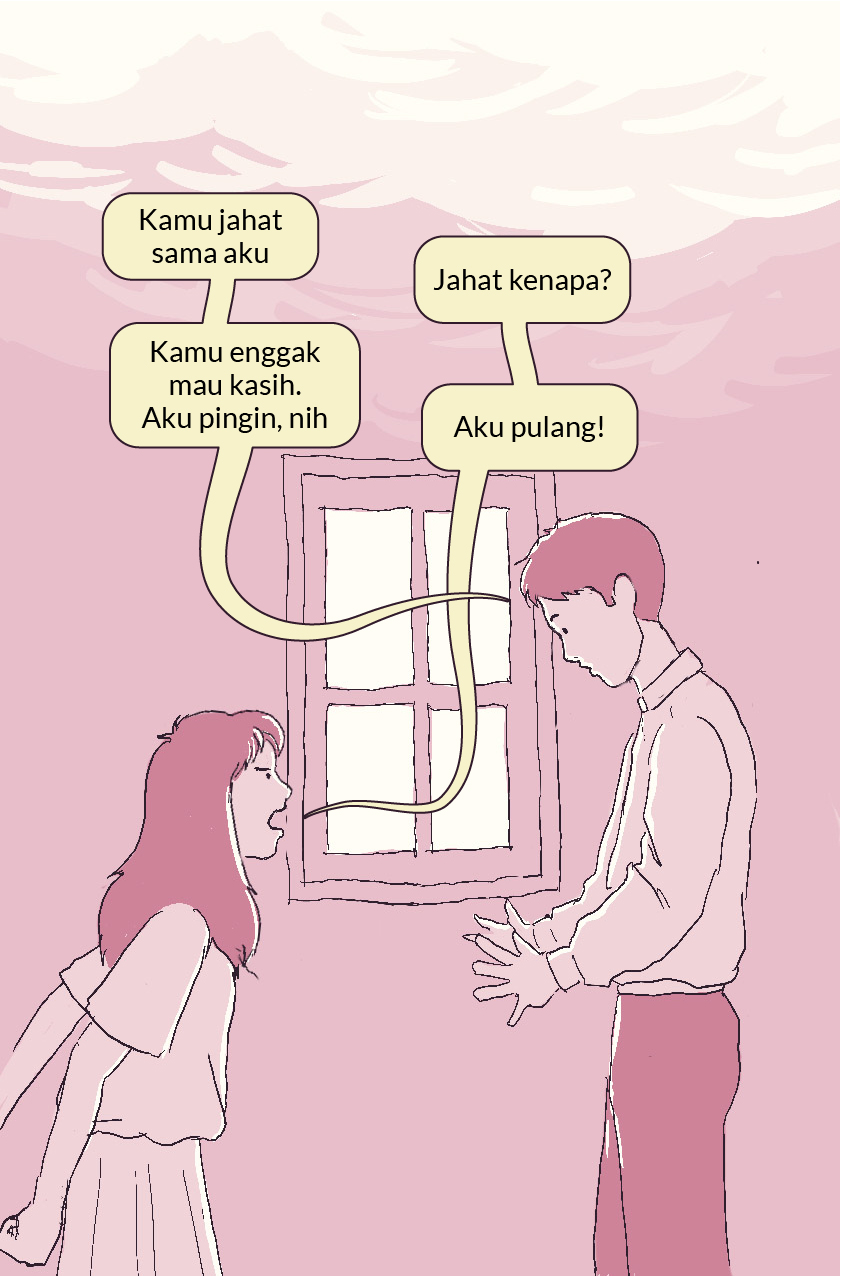 Kamu jahat
sama aku
Jahat kenapa?
Kamu enggak
mau kasih.
Aku pingin, nih
Aku pulang!